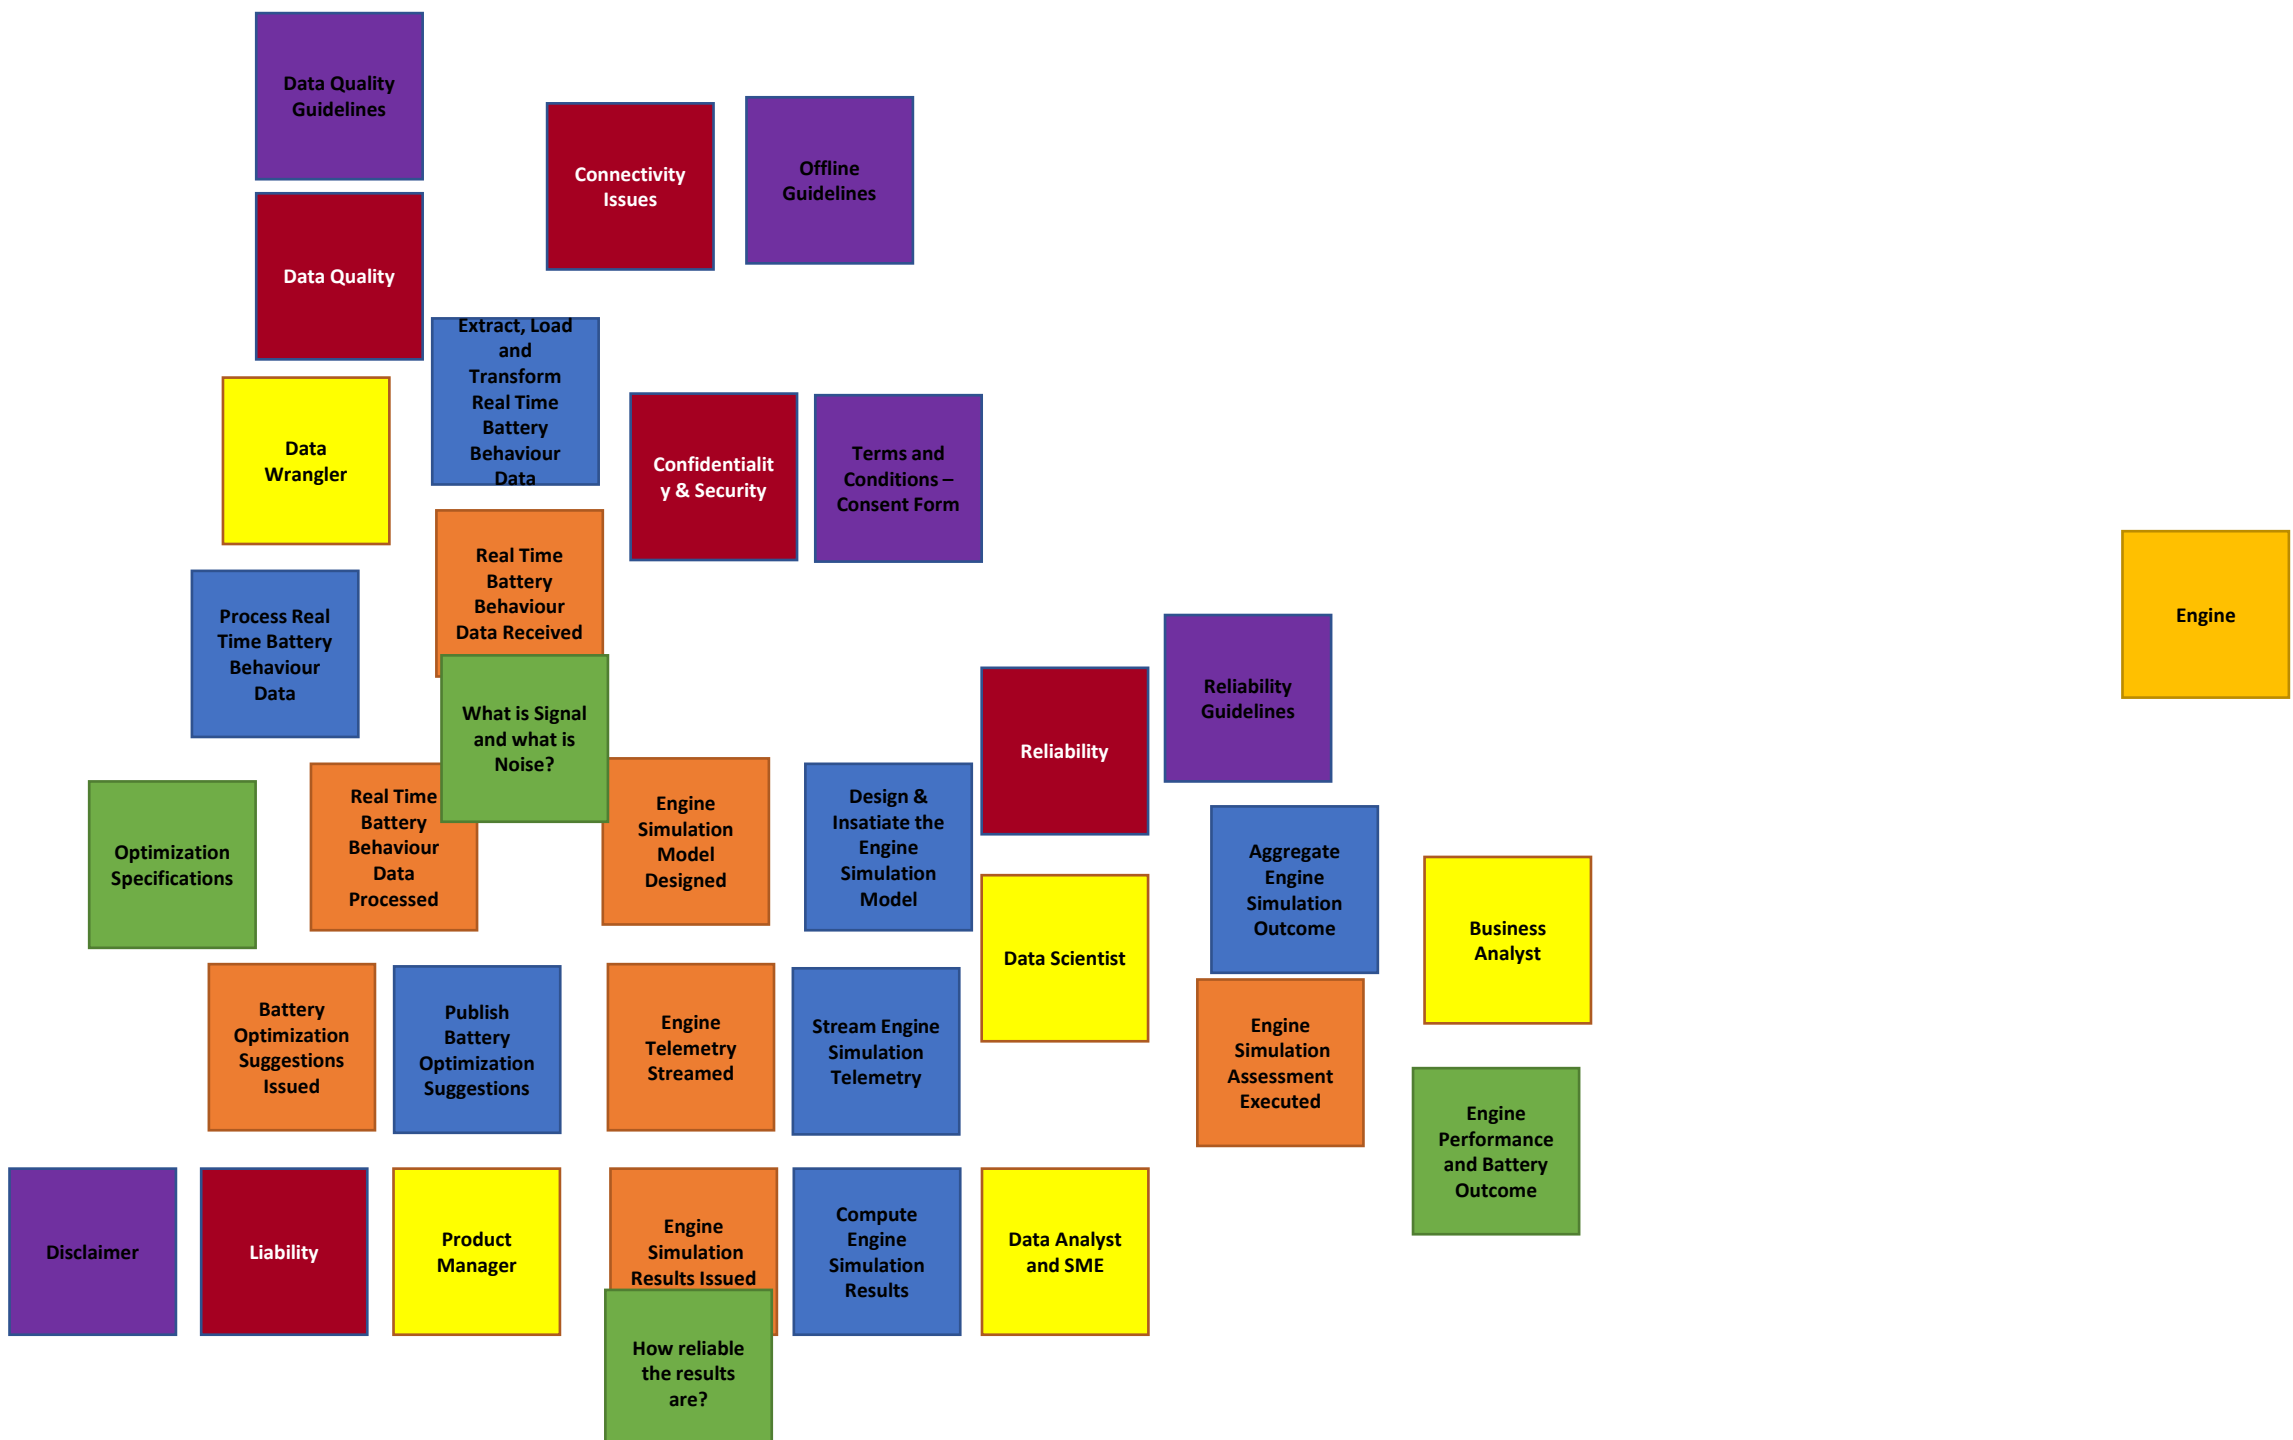 Data Quality
Guidelines
Connectivity
Issues
Offline
Guidelines
Data Quality
Extract, Load
and
Transform
Real Time
Battery
Behaviour
Data
Data
Wrangler
Confidentialit
y & Security
Terms and
Conditions –
Consent Form
Real Time
Battery
Behaviour
Data Received
Process Real
Time Battery
Behaviour
Data
Engine
Reliability
Guidelines
What is Signal
and what is
Noise?
Reliability
Optimization
Specifications
Real Time
Battery
Behaviour
Data
Processed
Engine
Simulation
Model
Designed
Design &
Insatiate the
Engine
Simulation
Model
Aggregate
Engine
Simulation
Outcome
Business
Analyst
Data Scientist
Battery
Optimization
Suggestions
Issued
Publish
Battery
Optimization
Suggestions
Engine
Telemetry
Streamed
Stream Engine
Simulation
Telemetry
Engine
Simulation
Assessment
Executed
Engine
Performance
and Battery
Outcome
Disclaimer
Liability
Product
Manager
Engine
Simulation
Results Issued
Compute
Engine
Simulation
Results
Data Analyst
and SME
How reliable
the results
are?